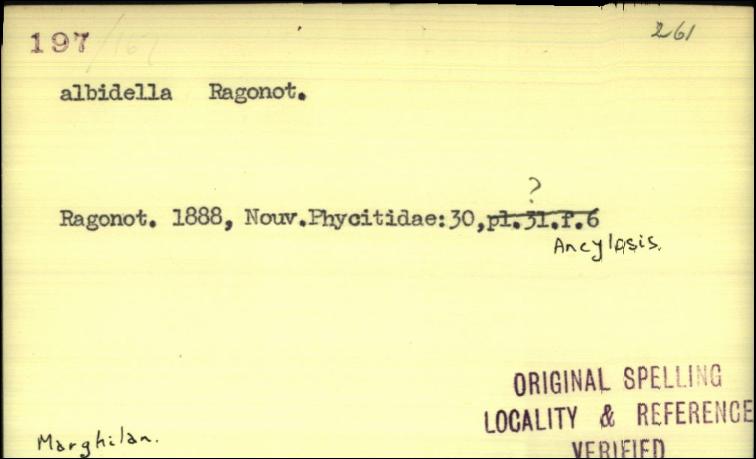 197 261
albidella Ragonot.
?
Ragonot. 1888, Nouv.Phycitidae:30,pl.31.f.6
Ancylosis.
ORIGINAL SPELLING
LOCALITY & REFERENCE
VERIFIED
Marghilan.